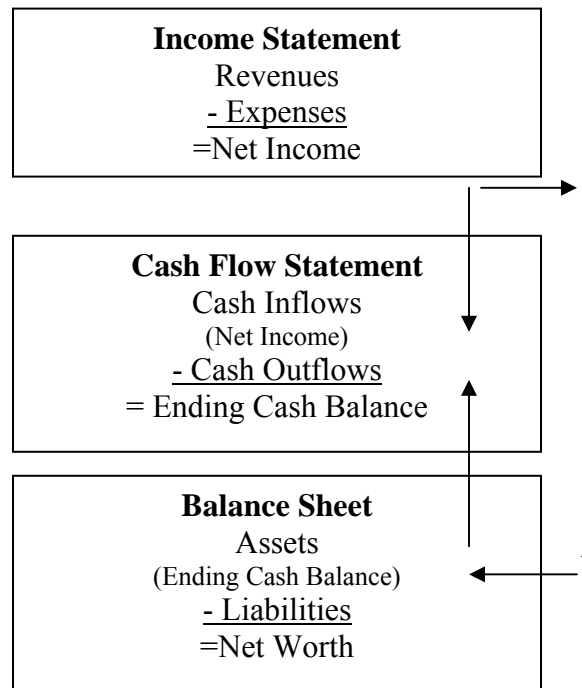 Income Statement
Revenues
- Expenses
=Net Income
Cash Flow Statement
Cash Inflows
(Net Income)
- Cash Outflows
= Ending Cash Balance
Balance Sheet
Assets
(Ending Cash Balance)
- Liabilities
=Net Worth